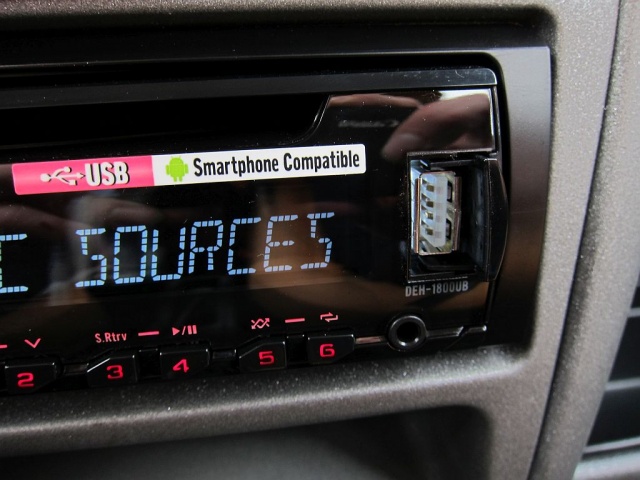 USB Smartphone Compatible
C SOURCES
DEH-1800UB
S.Rtrv
2 3 4 5 6